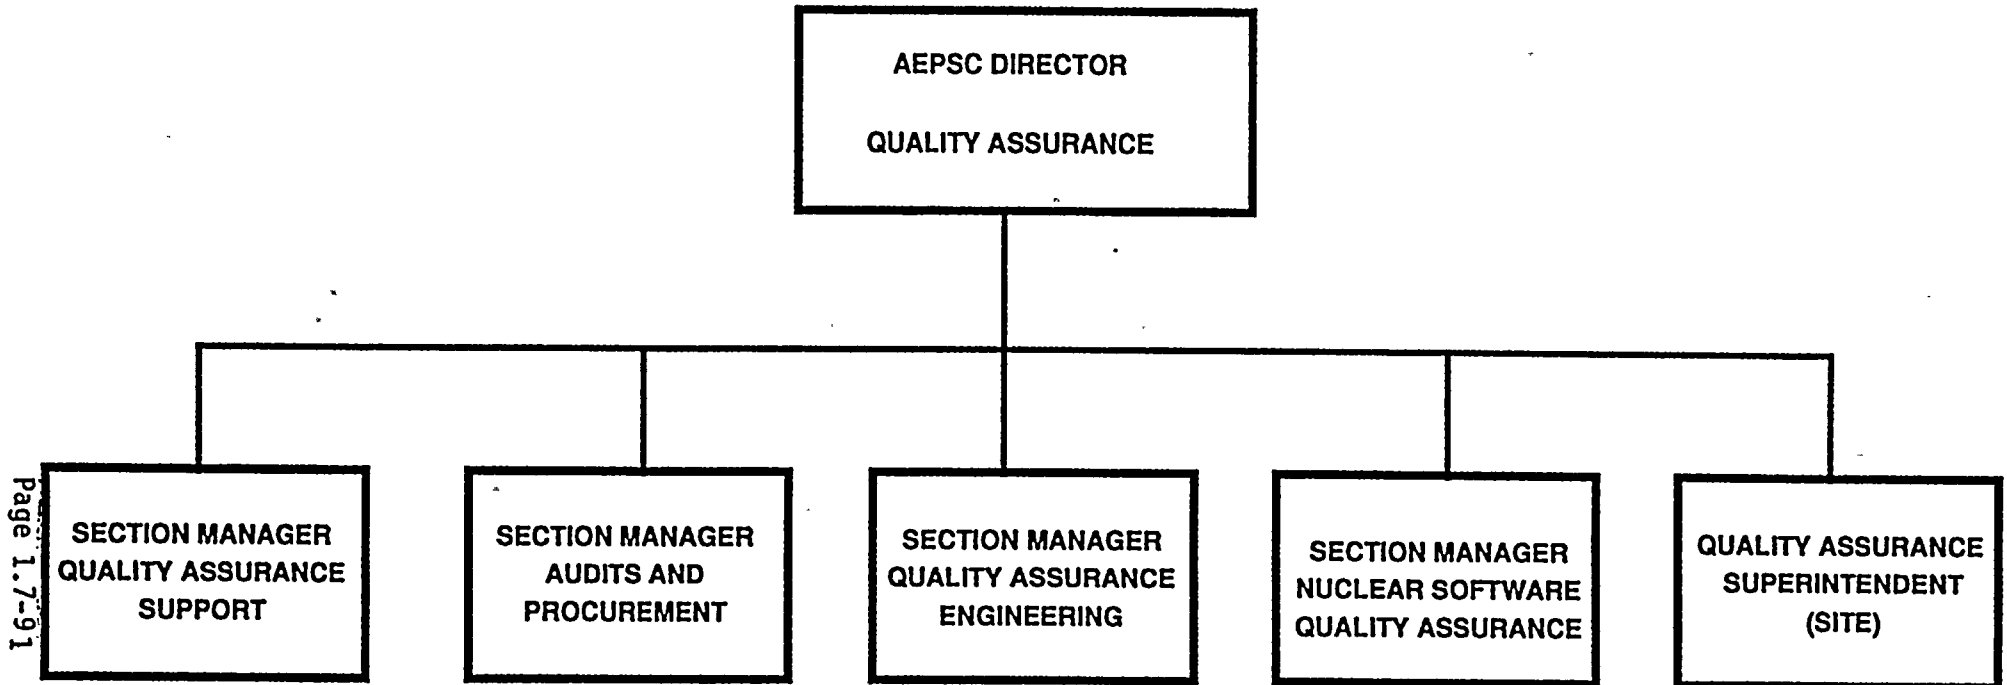 AEPSC DIRECTOR
QUALITY ASSURANCE
SECTION MANAGER
QUALITY ASSURANCE
SUPPORT
SECTION MANAGER
AUDITS AND
PROCUREMENT
SECTION MANAGER
QUALITY ASSURANCE
ENGINEERING
SECTION MANAGER
NUCLEAR SOFTWARE
QUALITY ASSURANCE
QUALITY ASSURANCE
SUPERINTENDENT
(SITE)
Page 1.7-91